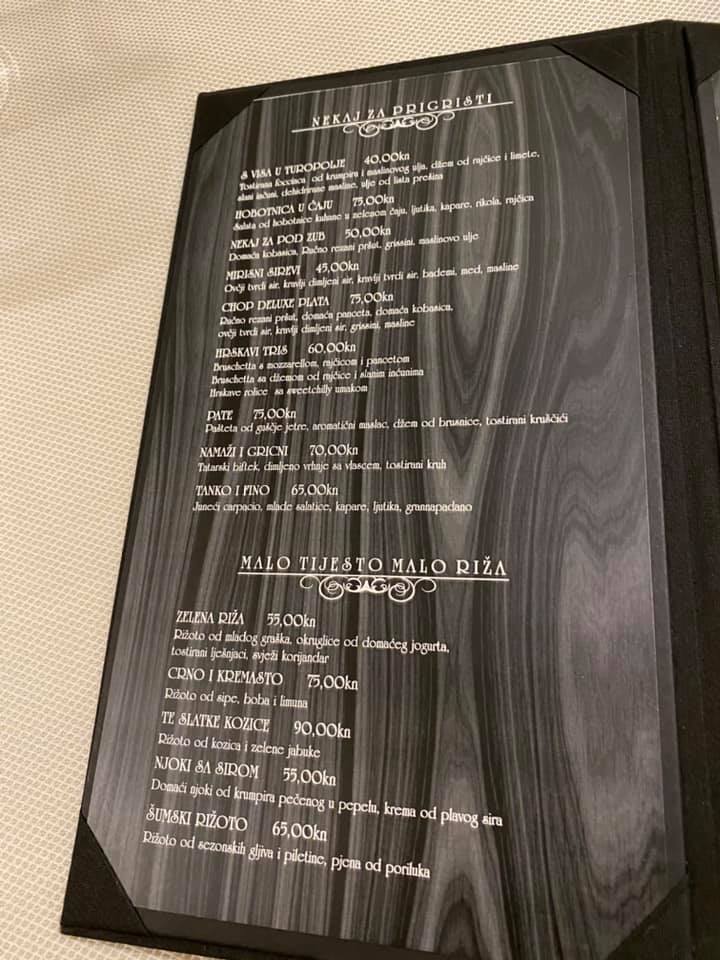 NEKAJ ZA PRIGRISTI
S VISA U TUROPOLJE 40,00kn
Tostirana foccisca od krumpira i maslinovog ulja, džem od rajčice i limete,
slani inćuni, dehidrirane masline, ulje od lista pršina
HOBOTNICA U ČAJU 75,00kn
Salata od hobotnice kuhane u zelenom čaju, ljutika, kapare, rikola, rajčica
NEKAJ ZA POD ZUB 50,00kn
Domaća kobasica, Ručno rezani pršut, grissini, maslinovo ulje
MIRISNI SIREVI 45,00kn
Ovčji tvrdi sir, kravlji dimljeni sir, kravlji tvrdi sir, bademi, med, masline
CHOP DELUXE PLATA 75,00kn
Ručno rezani pršut, domaća panceta, domaća kobasica,
ovčji tvrdi sir, kravlji dimljeni sir, grissini, masline
HRSKAVI TRIS 60,00kn
Bruschetta s mozzarellom, rajčicom i pancetom
Bruschetta sa džemom od rajčice i slanim inćunima
Hrskave rolice sa sweetchilly umakom
PATE 75,00kn
Pašteta od guščje jetre, aromatični maslac, džem od brusnice, tostirani kruščići
NAMAŽI I GRICNI 70,00kn
Tatarski biftek, dimljeno vrhnje sa vlascem, tostirani kruh
TANKO I FINO 65,00kn
Juneći carpacio, mlade salatice, kapare, ljutika, grannapadano
MALO TIJESTO MALO RIŽA
ZELENA RIŽA 55,00kn
Rižoto od mladog graška, okruglice od domaćeg jogurta,
tostirani lješnjaci, svježi korijandar
CRNO I KREMASTO 75,00kn
Rižoto od sipe, boba i limuna
TE SLATKE KOZICE 90,00kn
Rižoto od kozica i zelene jabuke
NJOKI SA SIROM 55,00kn
Domaći njoki od krumpira pečenog u pepelu, krema od plavog sira
ŠUMSKI RIŽOTO 65,00kn
Rižoto od sezonskih gljiva i piletine, pjena od poriluka